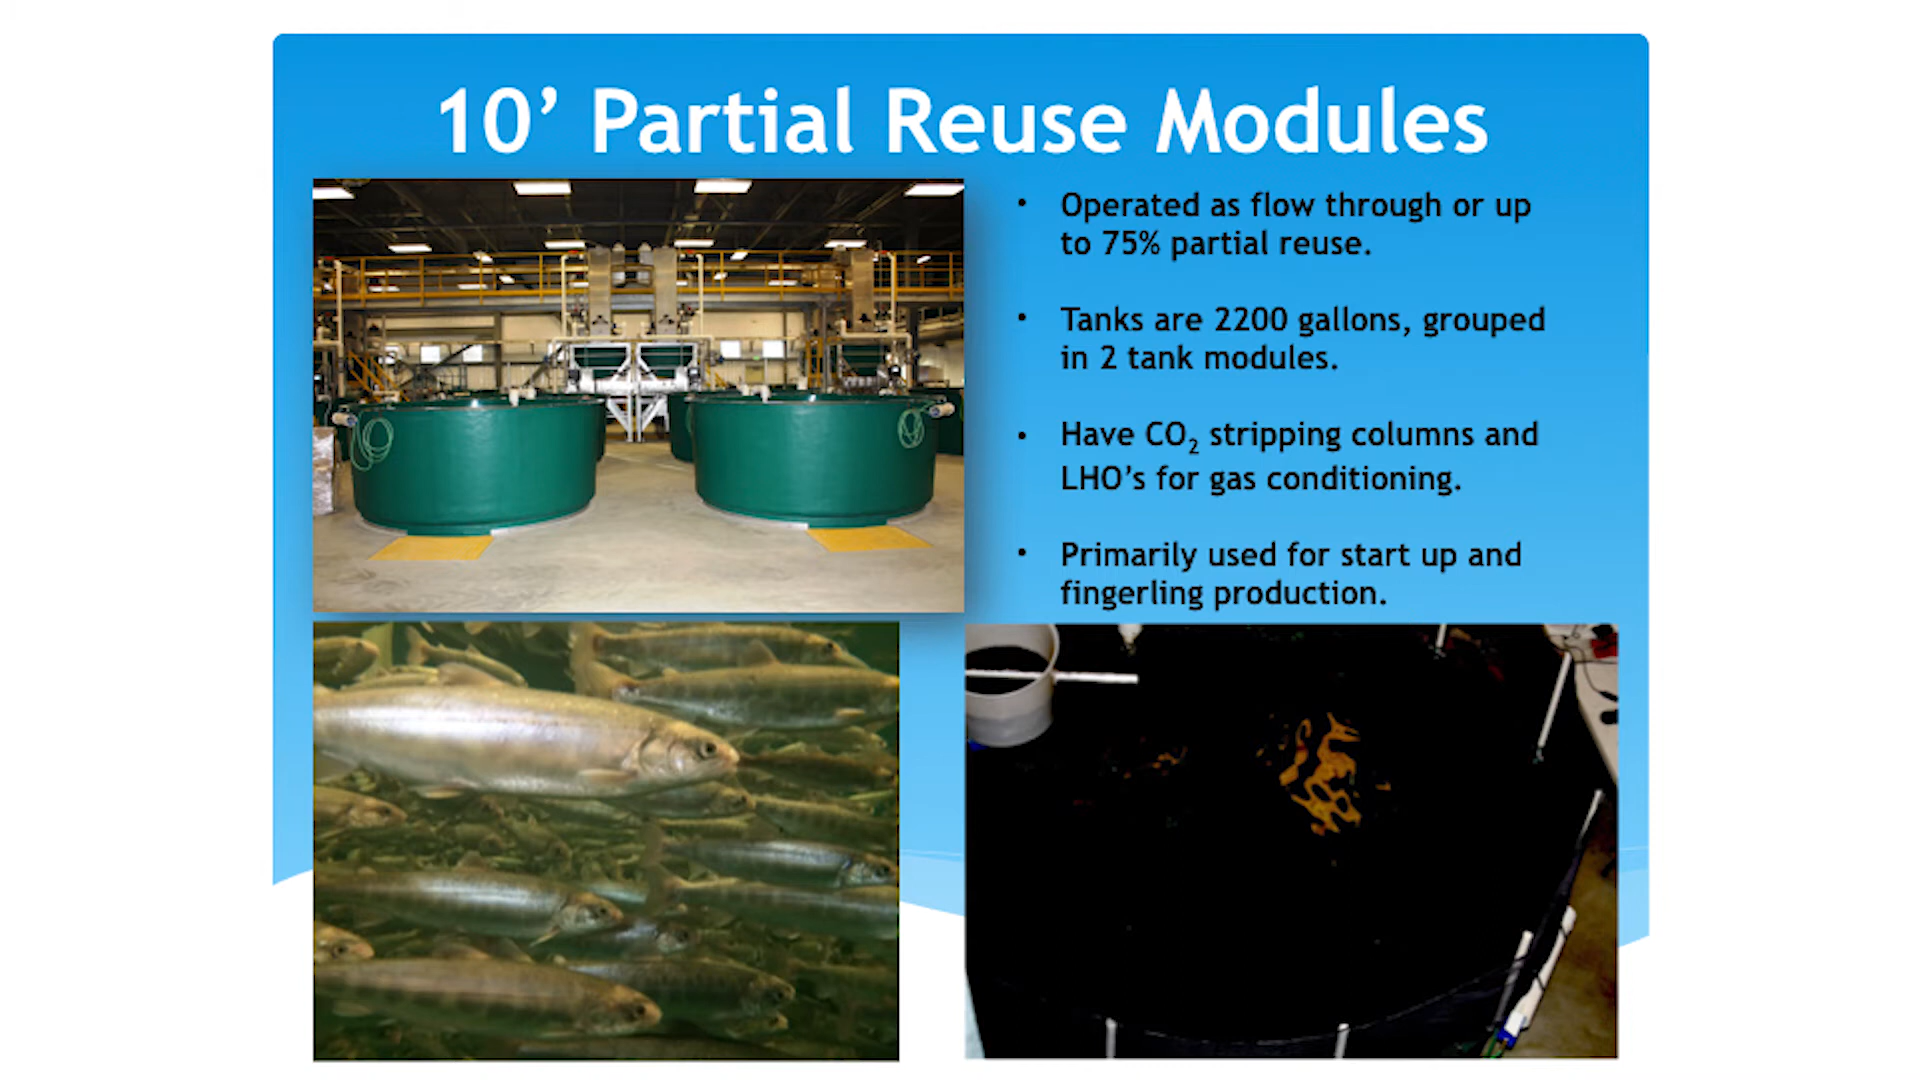 10’ Partial Reuse Modules
• Operated as flow through or up
to 75% partial reuse.
• Tanks are 2200 gallons, grouped
in 2 tank modules.
• Have CO₂ stripping columns and
LHO’s for gas conditioning.
• Primarily used for start up and
fingerling production.